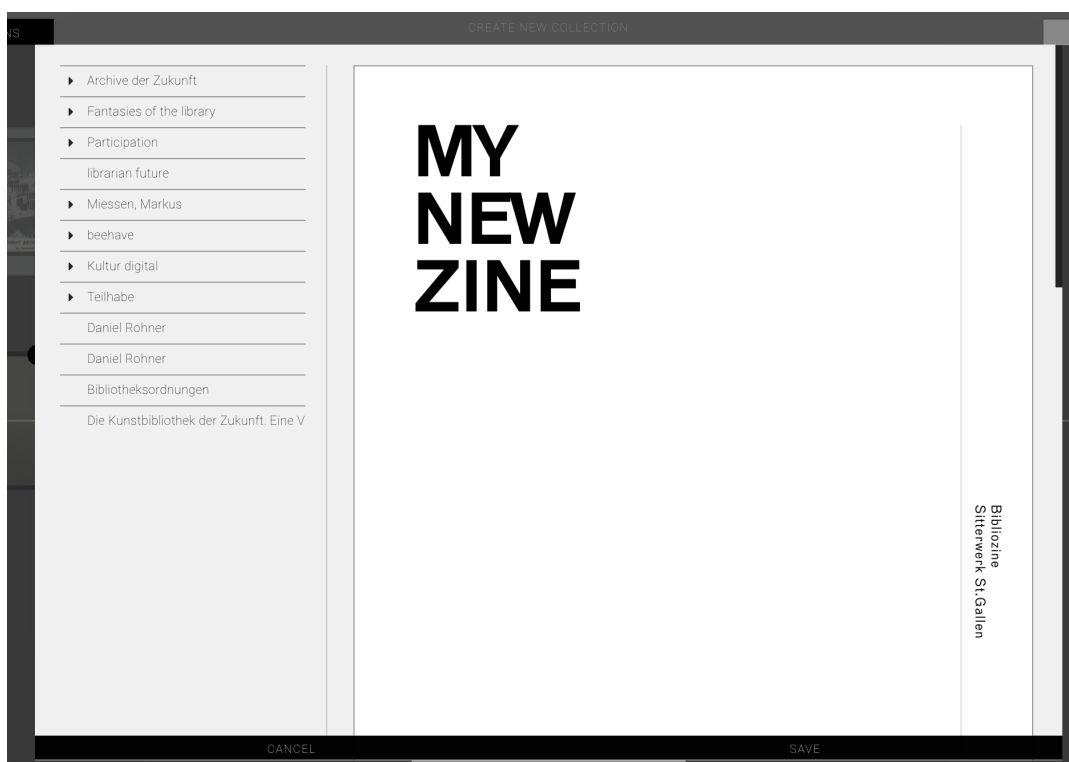 NS
CREATE NEW COLLECTION
Archive der Zukunft
Fantasies of the library
Participation
librarian future
Miessen, Markus
beehave
Kultur digital
Teilhabe
Daniel Rohner
Daniel Rohner
Bibliotheksordnungen
Die Kunstbibliothek der Zukunft. Eine V
MY
NEW
ZINE
Bibliozine
Sitterwerk St.Gallen
CANCEL
SAVE